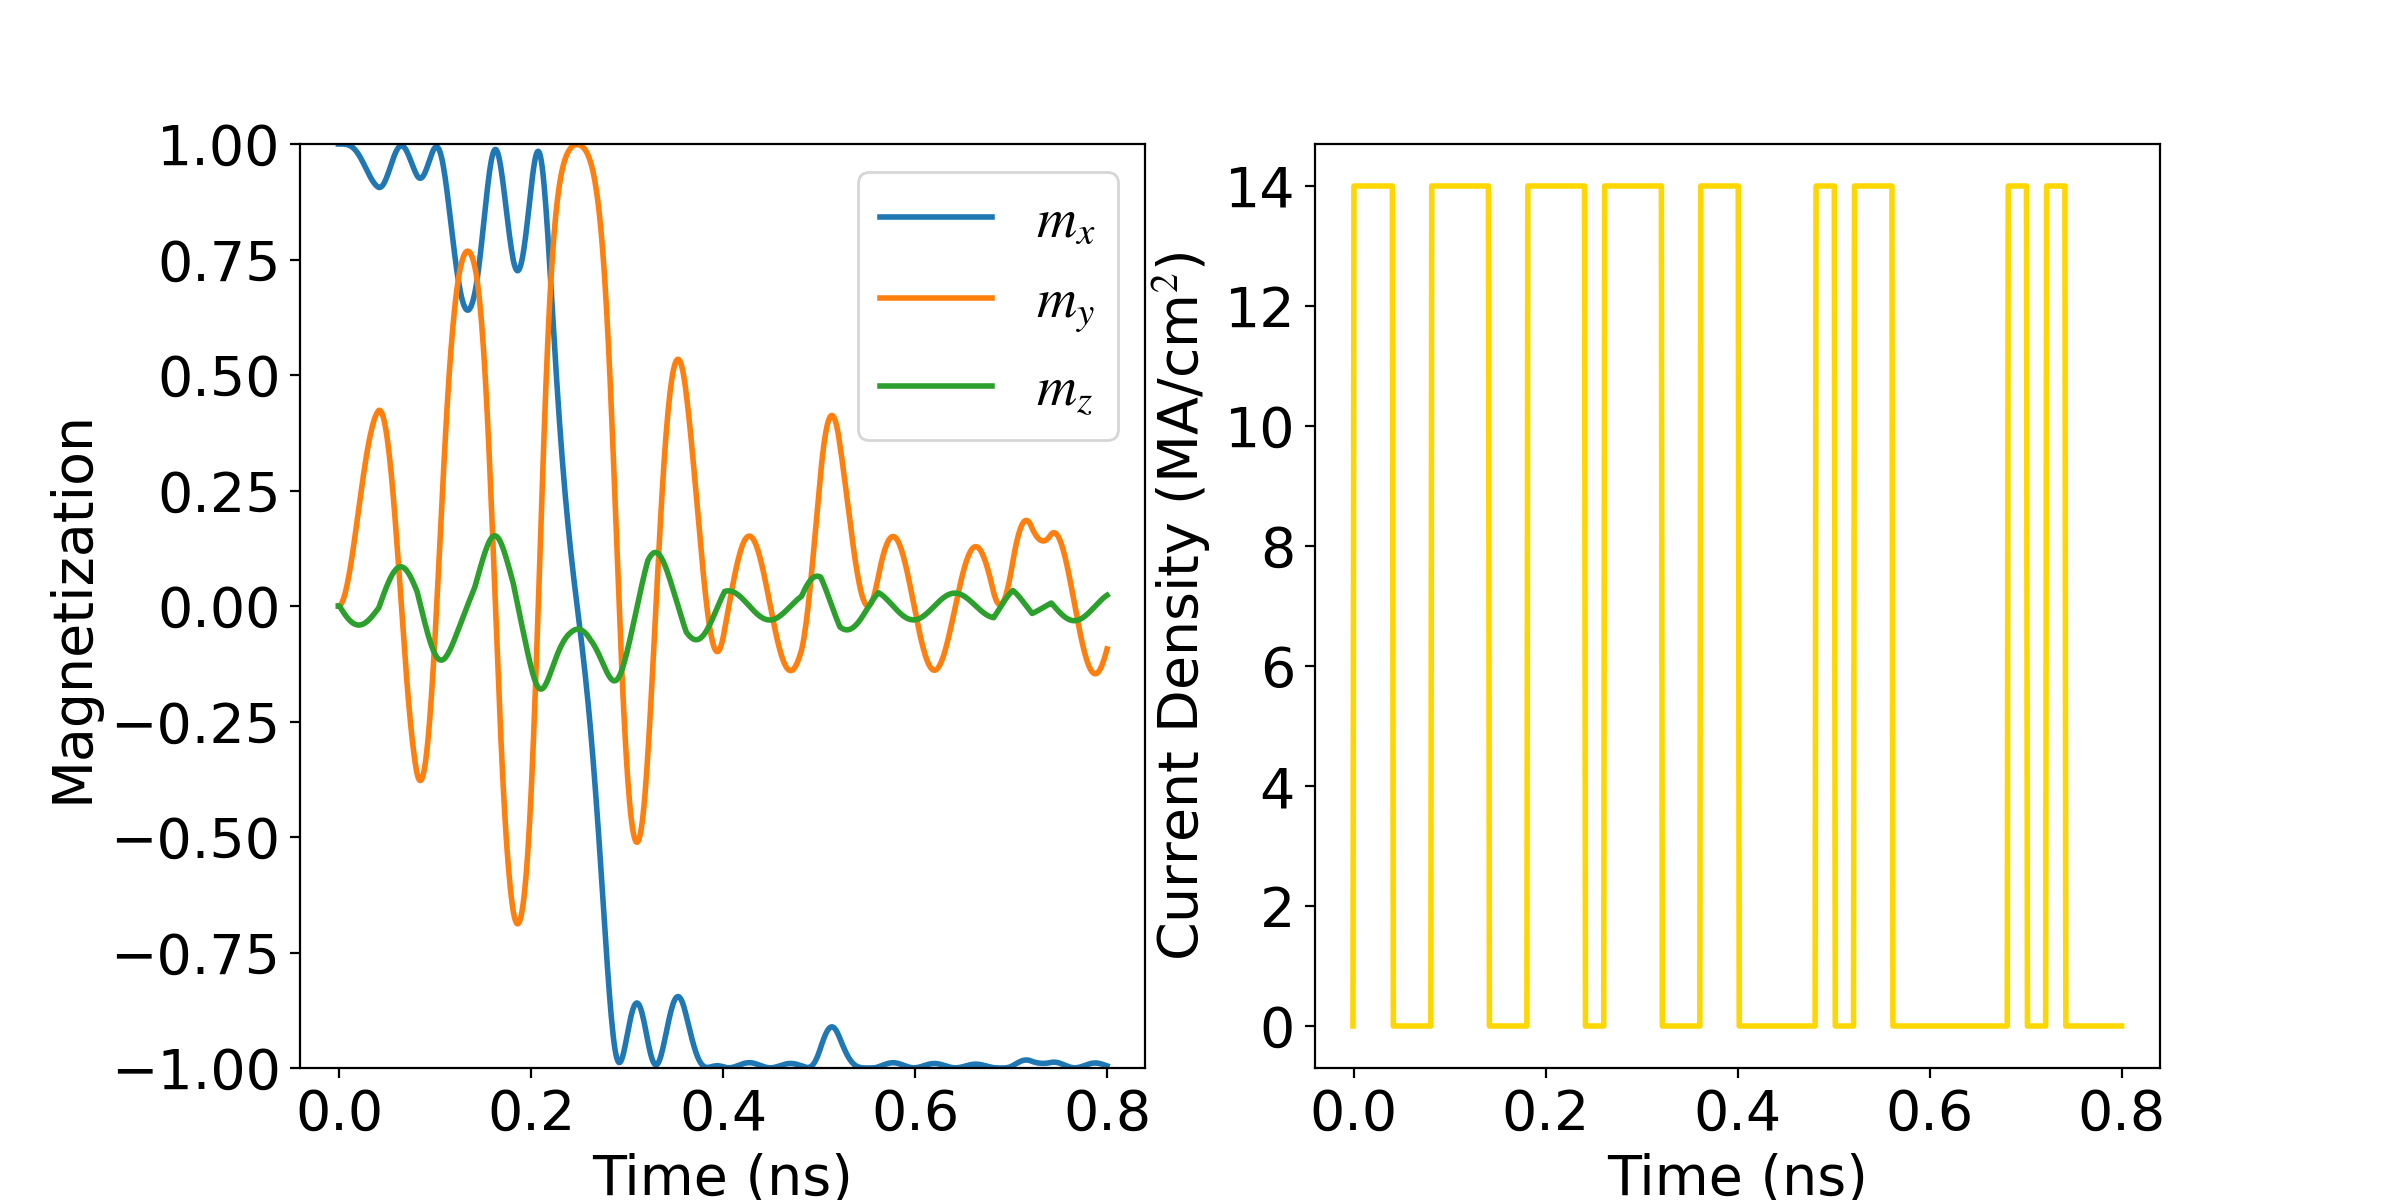 Magnetization
1.00
0.75
0.50
0.25
0.00
−0.25
−0.50
−0.75
−1.00
0.0 0.2 0.4 0.6 0.8
Time (ns)
m_x
m_y
m_z
Current Density (MA/cm²)
14
12
10
8
6
4
2
0
0.0 0.2 0.4 0.6 0.8
Time (ns)